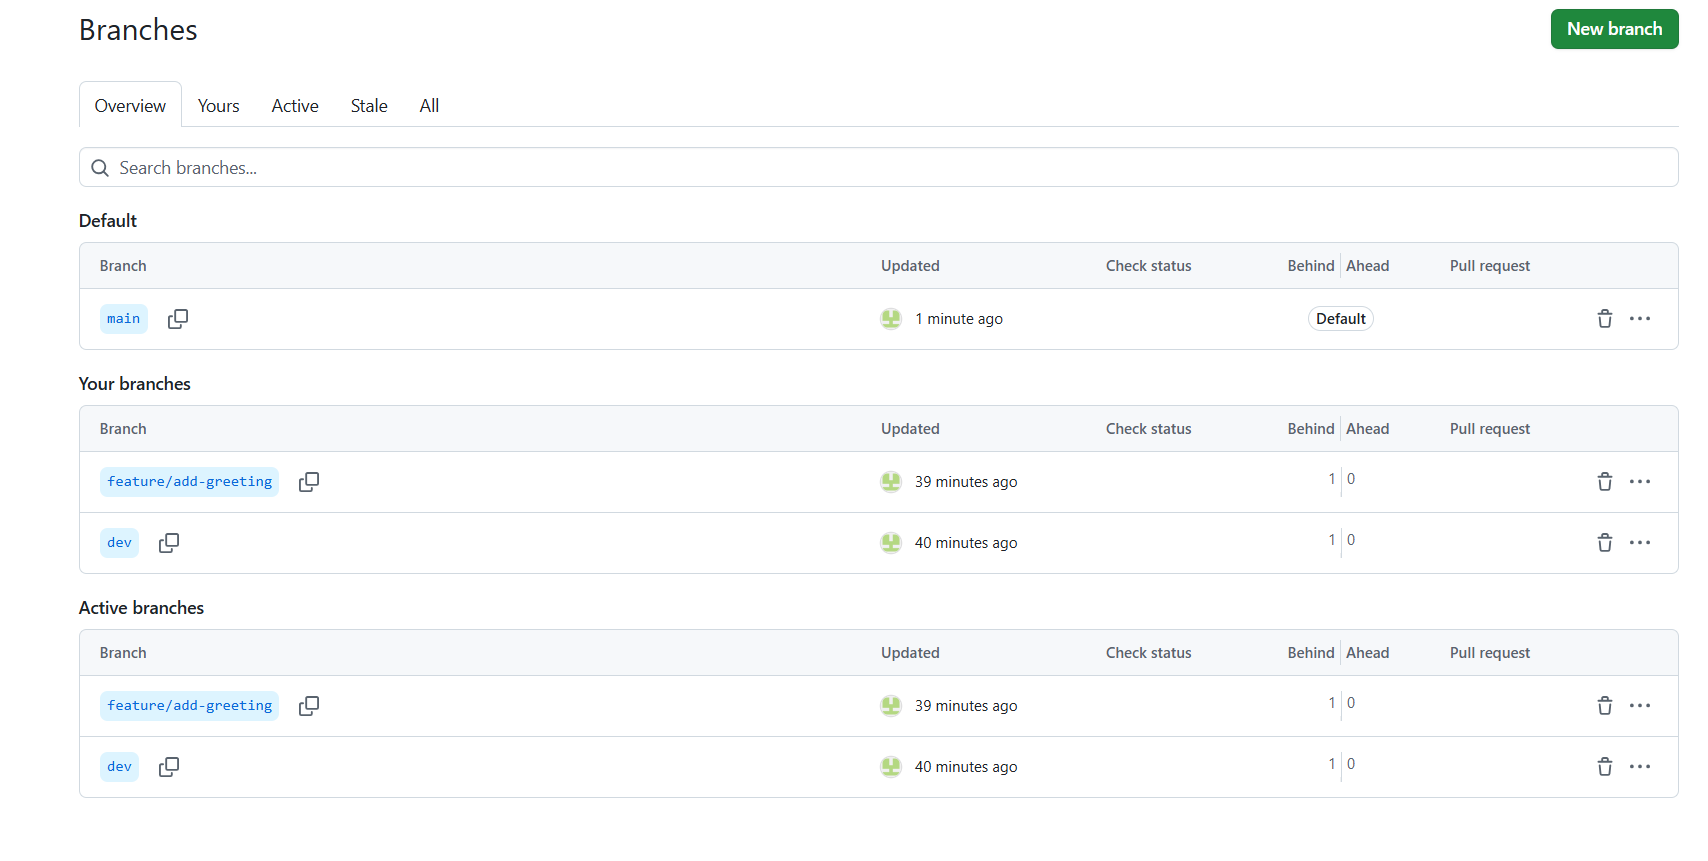 Branches
New branch
Overview Yours Active Stale All
Search branches...
Default
Branch Updated Check status Behind Ahead Pull request
main 1 minute ago Default
Your branches
Branch Updated Check status Behind Ahead Pull request
feature/add-greeting 39 minutes ago 1 0
dev 40 minutes ago 1 0
Active branches
Branch Updated Check status Behind Ahead Pull request
feature/add-greeting 39 minutes ago 1 0
dev 40 minutes ago 1 0